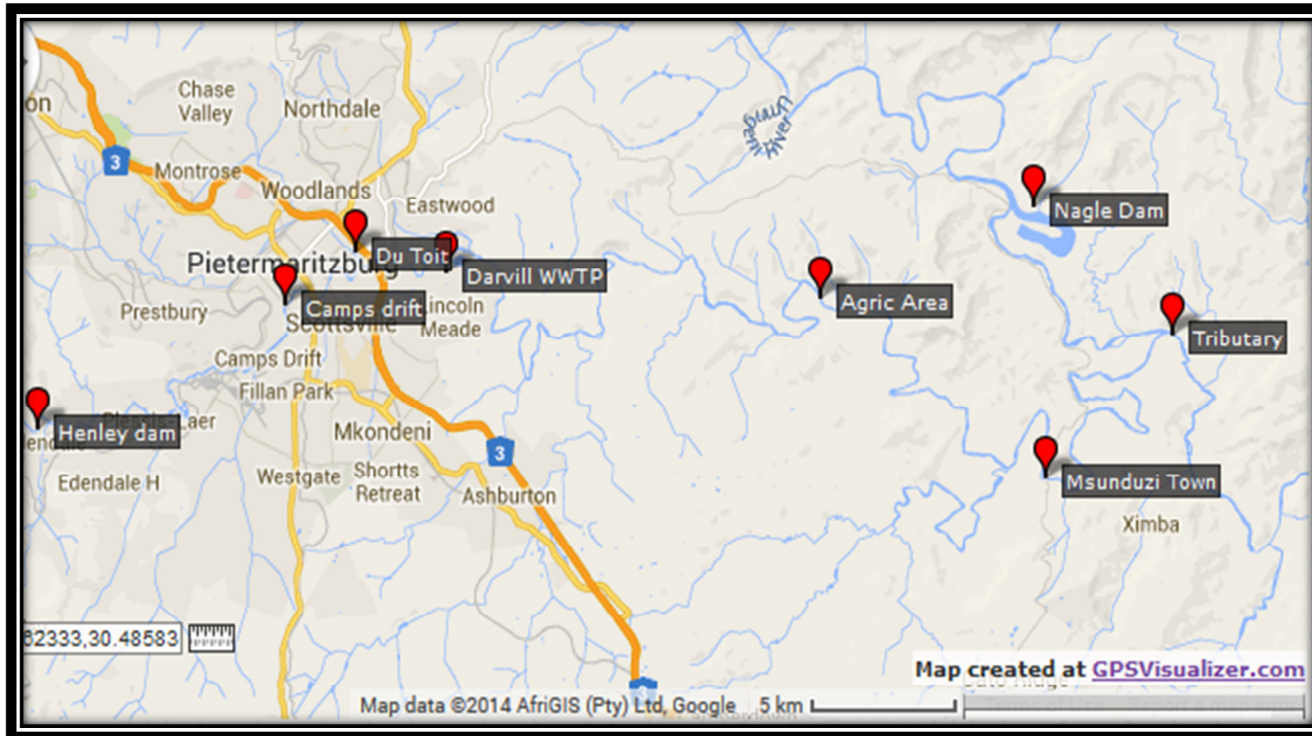 Chase
Valley
Northdale
on
3
Montrose
Woodlands
Eastwood
Umgeni
River
Nagle Dam
Du Toit
Pietermaritzburg
Darvill WWTP
Agric Area
Camps drift
Prestbury
Scottsville
Lincoln
Meade
Tributary
Camps Drift
Fillan Park
Henley dam
Mkondeni
3
Edendale H
Westgate
Shortts
Retreat
Ashburton
Msunduzi Town
Ximba
82333,30.48583
Map created at GPSVisualizer.com
Map data ©2014 AfriGIS (Pty) Ltd, Google
5 km